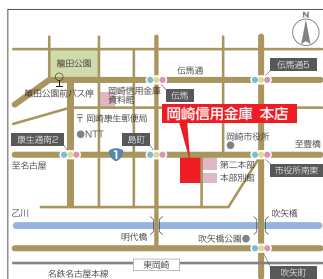 N
籠田公園
籠田公園前バス停
岡崎信用金庫
資料館
伝馬通
伝馬通5
伝馬
〒岡崎康生郵便局
NTT
岡崎信用金庫 本店
岡崎市役所
康生通南2
島町
至豊橋
至名古屋
1
第二本部
本部別館
市役所南東
乙川
吹矢橋
明代橋
吹矢橋公園
東岡崎
名鉄名古屋本線
吹矢町